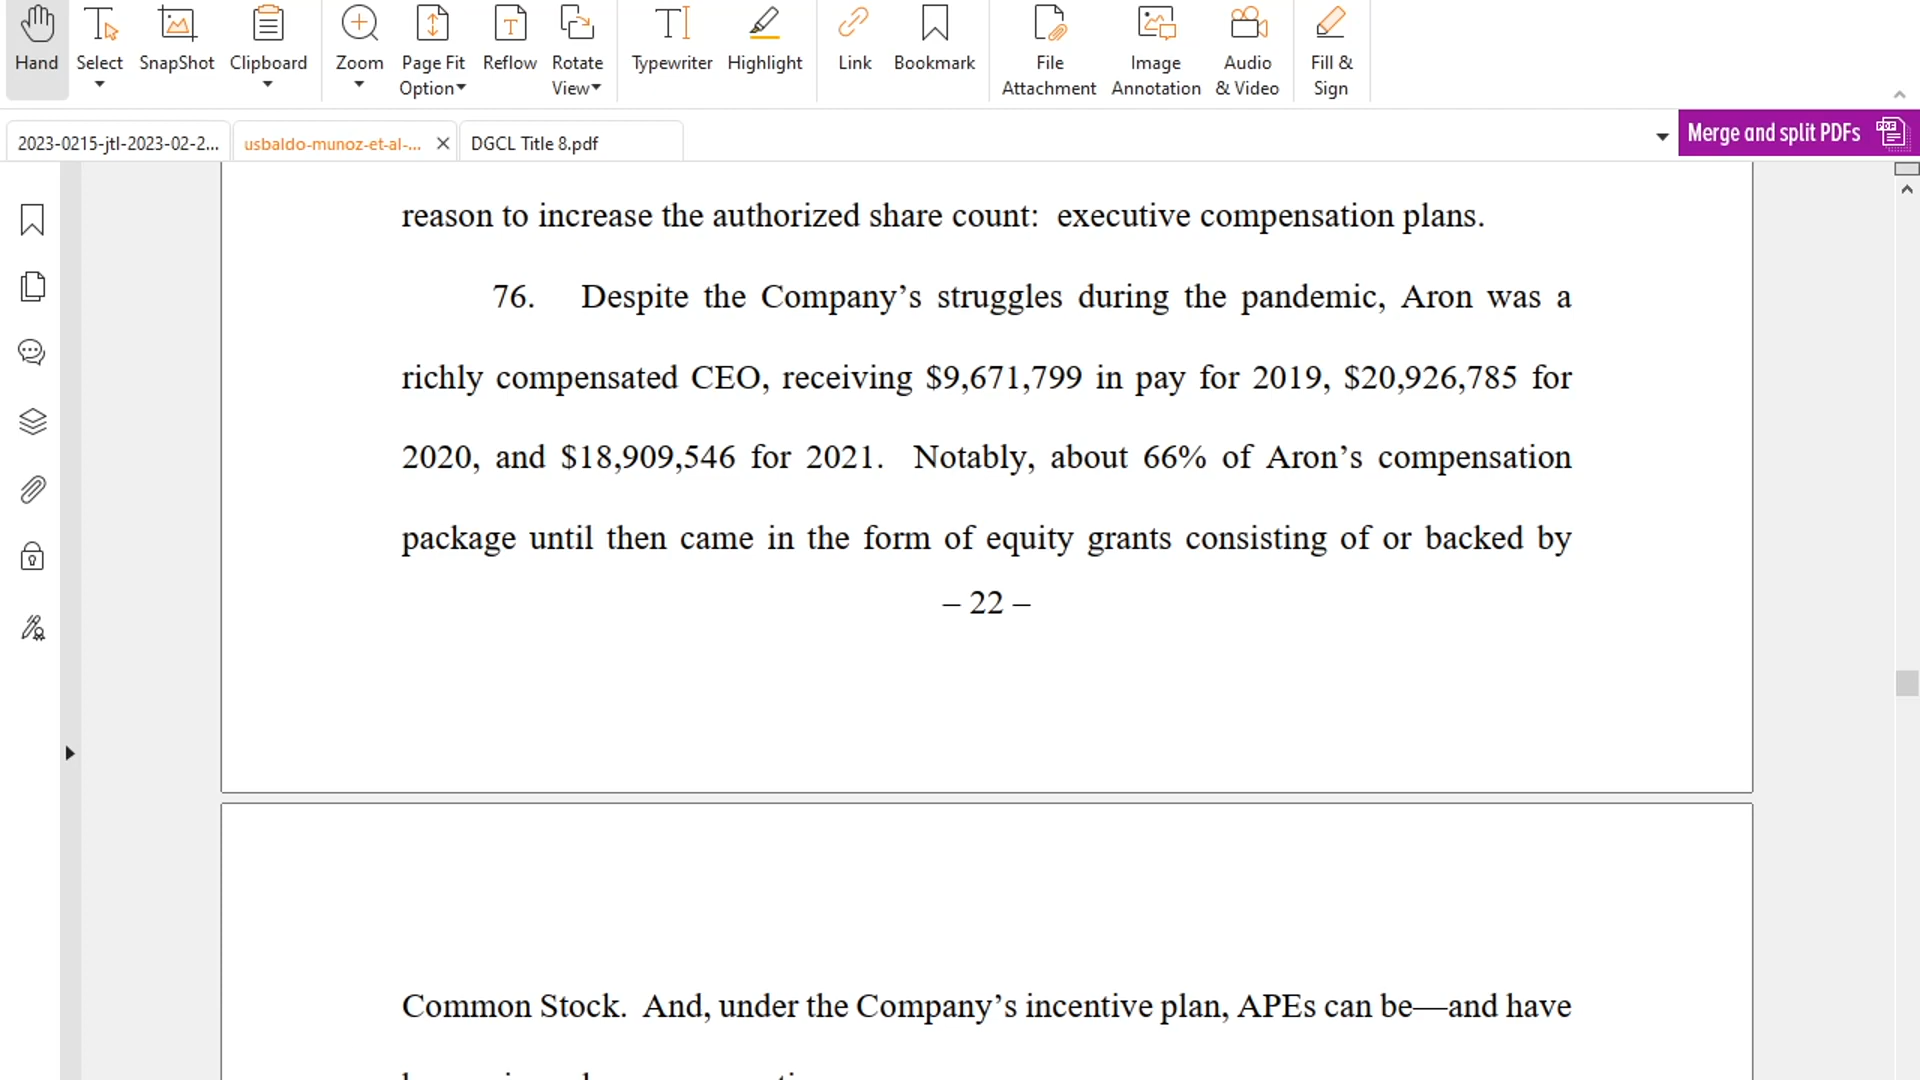 Hand
Select
SnapShot
Clipboard
Zoom
Page Fit
Option
Reflow
Rotate
View
Typewriter
Highlight
Link
Bookmark
File
Attachment
Image
Annotation
Audio
& Video
Fill &
Sign
2023-0215-jtl-2023-02-2...
usbaldo-munoz-et-al-...
DGCL Title 8.pdf
Merge and split PDFs
reason to increase the authorized share count:  executive compensation plans.
76. Despite the Company’s struggles during the pandemic, Aron was a
richly compensated CEO, receiving $9,671,799 in pay for 2019, $20,926,785 for
2020, and $18,909,546 for 2021.  Notably, about 66% of Aron’s compensation
package until then came in the form of equity grants consisting of or backed by
– 22 –
Common Stock.  And, under the Company’s incentive plan, APEs can be—and have